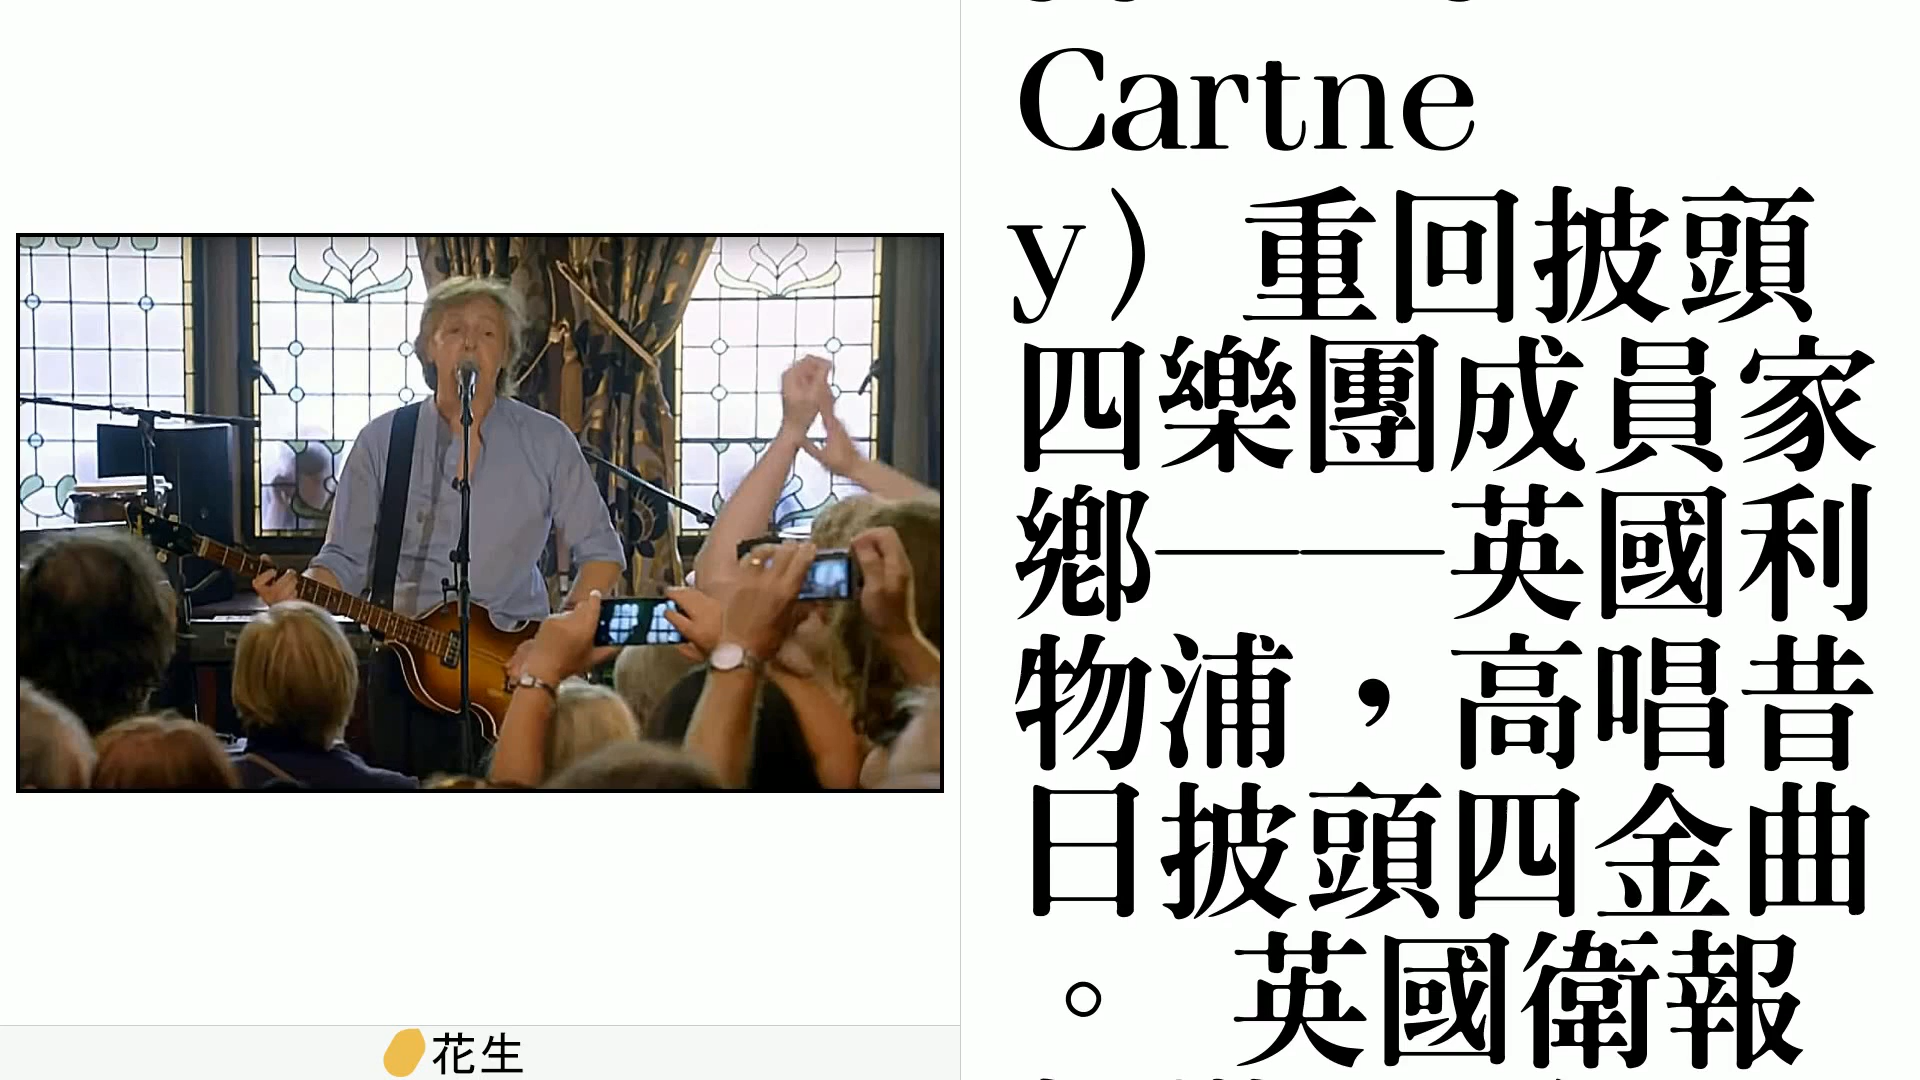 Cartne
y) 重回披頭
四樂團成員家
鄉——英國利
物浦，高唱昔
日披頭四金曲
。 英國衛報
花生